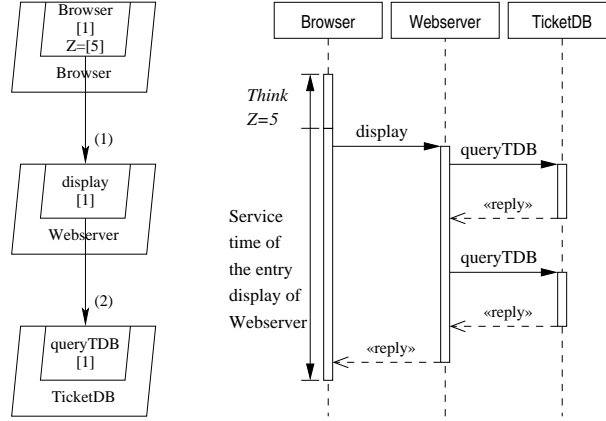 Browser
[1]
Z=[5]
Browser
(1)
display
[1]
Webserver
(2)
queryTDB
[1]
TicketDB
Browser
Webserver
TicketDB
Think
Z=5
display
queryTDB
«reply»
Service
time of
the entry
display of
Webserver
queryTDB
«reply»
«reply»